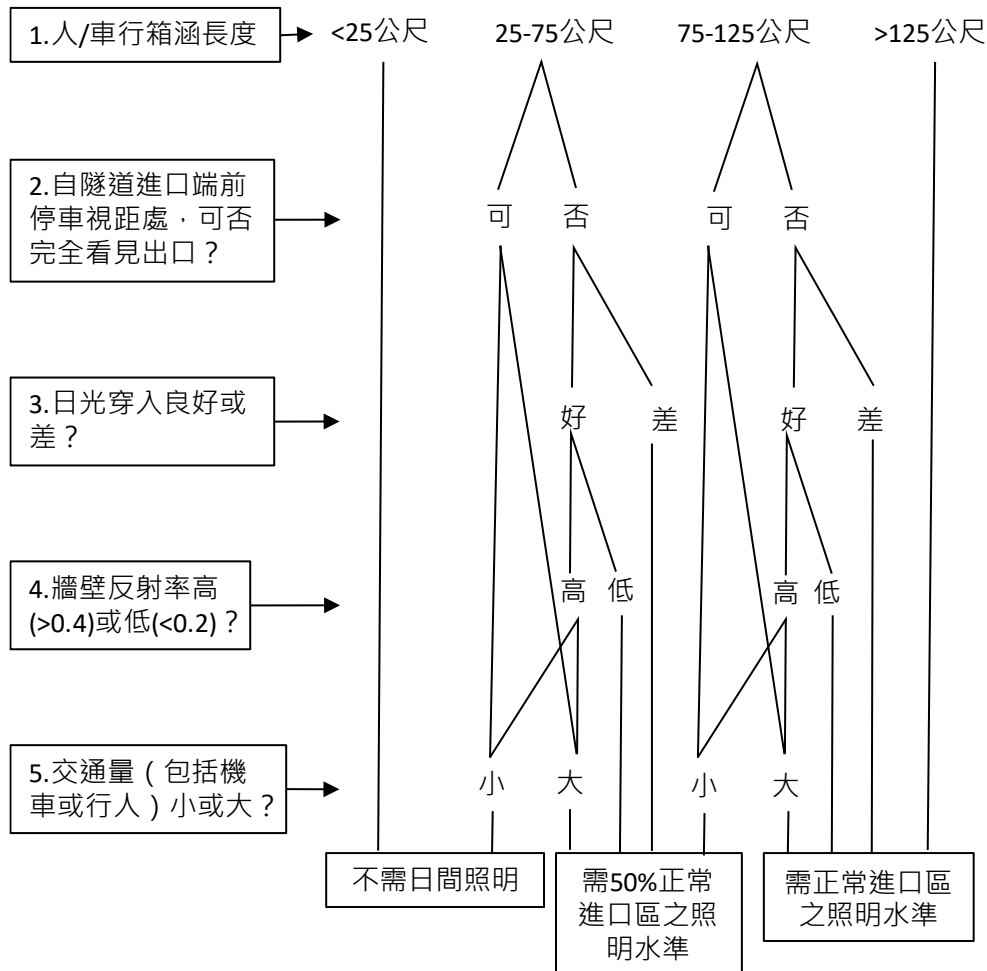 1.人/車行箱涵長度
<25公尺
25-75公尺
75-125公尺
>125公尺
2.自隧道進口端前
停車視距處，可否
完全看見出口？
可
否
可
否
3.日光穿入良好或
差？
好
差
好
差
4.牆壁反射率高
(>0.4)或低(<0.2)？
高
低
高
低
5.交通量（包括機
車或行人）小或大？
小
大
小
大
不需日間照明
需50%正常
進口區之照
明水準
需正常進口區
之照明水準